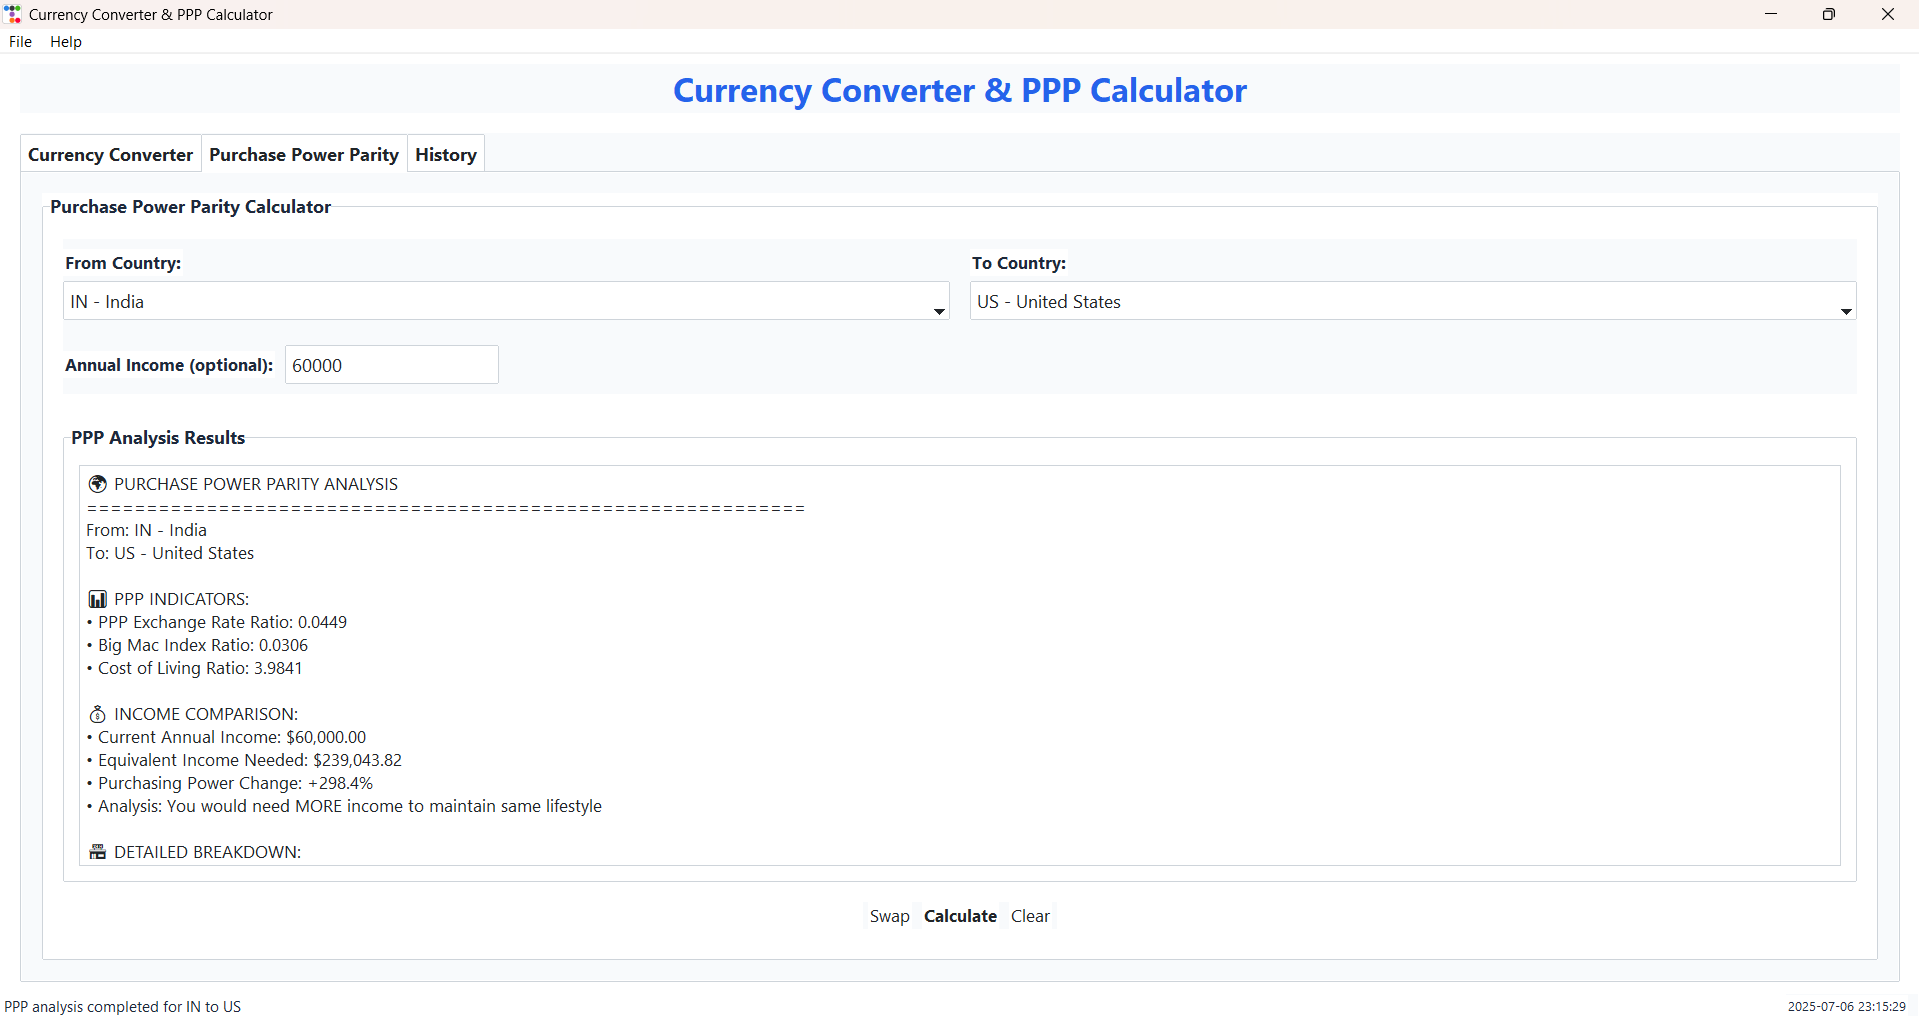 Currency Converter & PPP Calculator
File Help
Currency Converter & PPP Calculator
Currency Converter Purchase Power Parity History
Purchase Power Parity Calculator
From Country: To Country:
IN - India US - United States
Annual Income (optional): 60000
PPP Analysis Results
PURCHASE POWER PARITY ANALYSIS
============================================================
From: IN - India
To: US - United States
PPP INDICATORS:
• PPP Exchange Rate Ratio: 0.0449
• Big Mac Index Ratio: 0.0306
• Cost of Living Ratio: 3.9841
INCOME COMPARISON:
• Current Annual Income: $60,000.00
• Equivalent Income Needed: $239,043.82
• Purchasing Power Change: +298.4%
• Analysis: You would need MORE income to maintain same lifestyle
DETAILED BREAKDOWN:
Swap Calculate Clear
PPP analysis completed for IN to US 2025-07-06 23:15:29